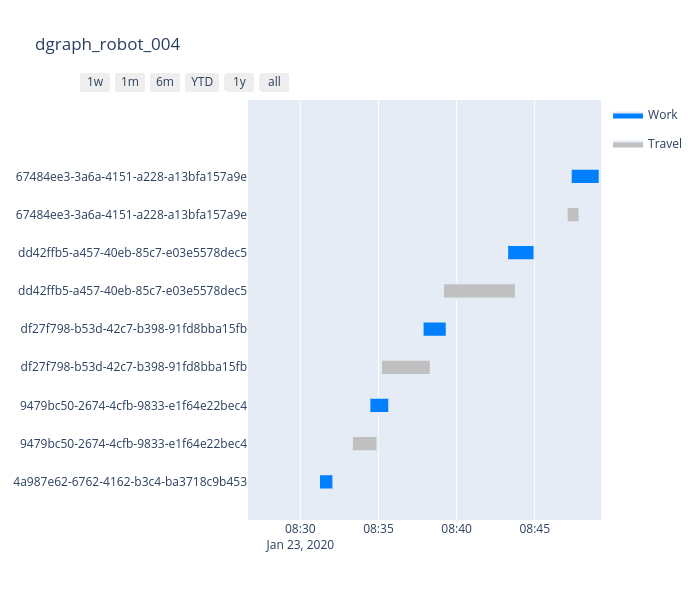 dgraph_robot_004
1w 1m 6m YTD 1y all
Work
Travel
67484ee3-3a6a-4151-a228-a13bfa157a9e
67484ee3-3a6a-4151-a228-a13bfa157a9e
dd42ffb5-a457-40eb-85c7-e03e5578dec5
dd42ffb5-a457-40eb-85c7-e03e5578dec5
df27f798-b53d-42c7-b398-91fd8bba15fb
df27f798-b53d-42c7-b398-91fd8bba15fb
9479bc50-2674-4cfb-9833-e1f64e22bec4
9479bc50-2674-4cfb-9833-e1f64e22bec4
4a987e62-6762-4162-b3c4-ba3718c9b453
08:30 08:35 08:40 08:45
Jan 23, 2020